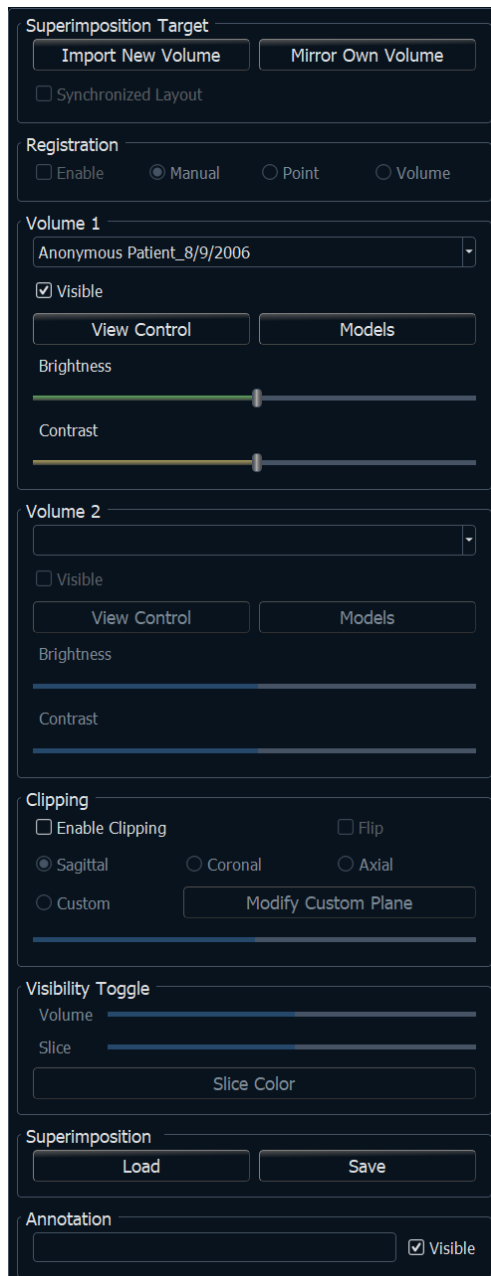 Superimposition Target
Import New Volume Mirror Own Volume
Synchronized Layout
Registration
Enable Manual Point Volume
Volume 1
Anonymous Patient_8/9/2006
Visible
View Control Models
Brightness
Contrast
Volume 2
Visible
View Control Models
Brightness
Contrast
Clipping
Enable Clipping Flip
Sagittal Coronal Axial
Custom Modify Custom Plane
Visibility Toggle
Volume
Slice
Slice Color
Superimposition
Load Save
Annotation
Visible